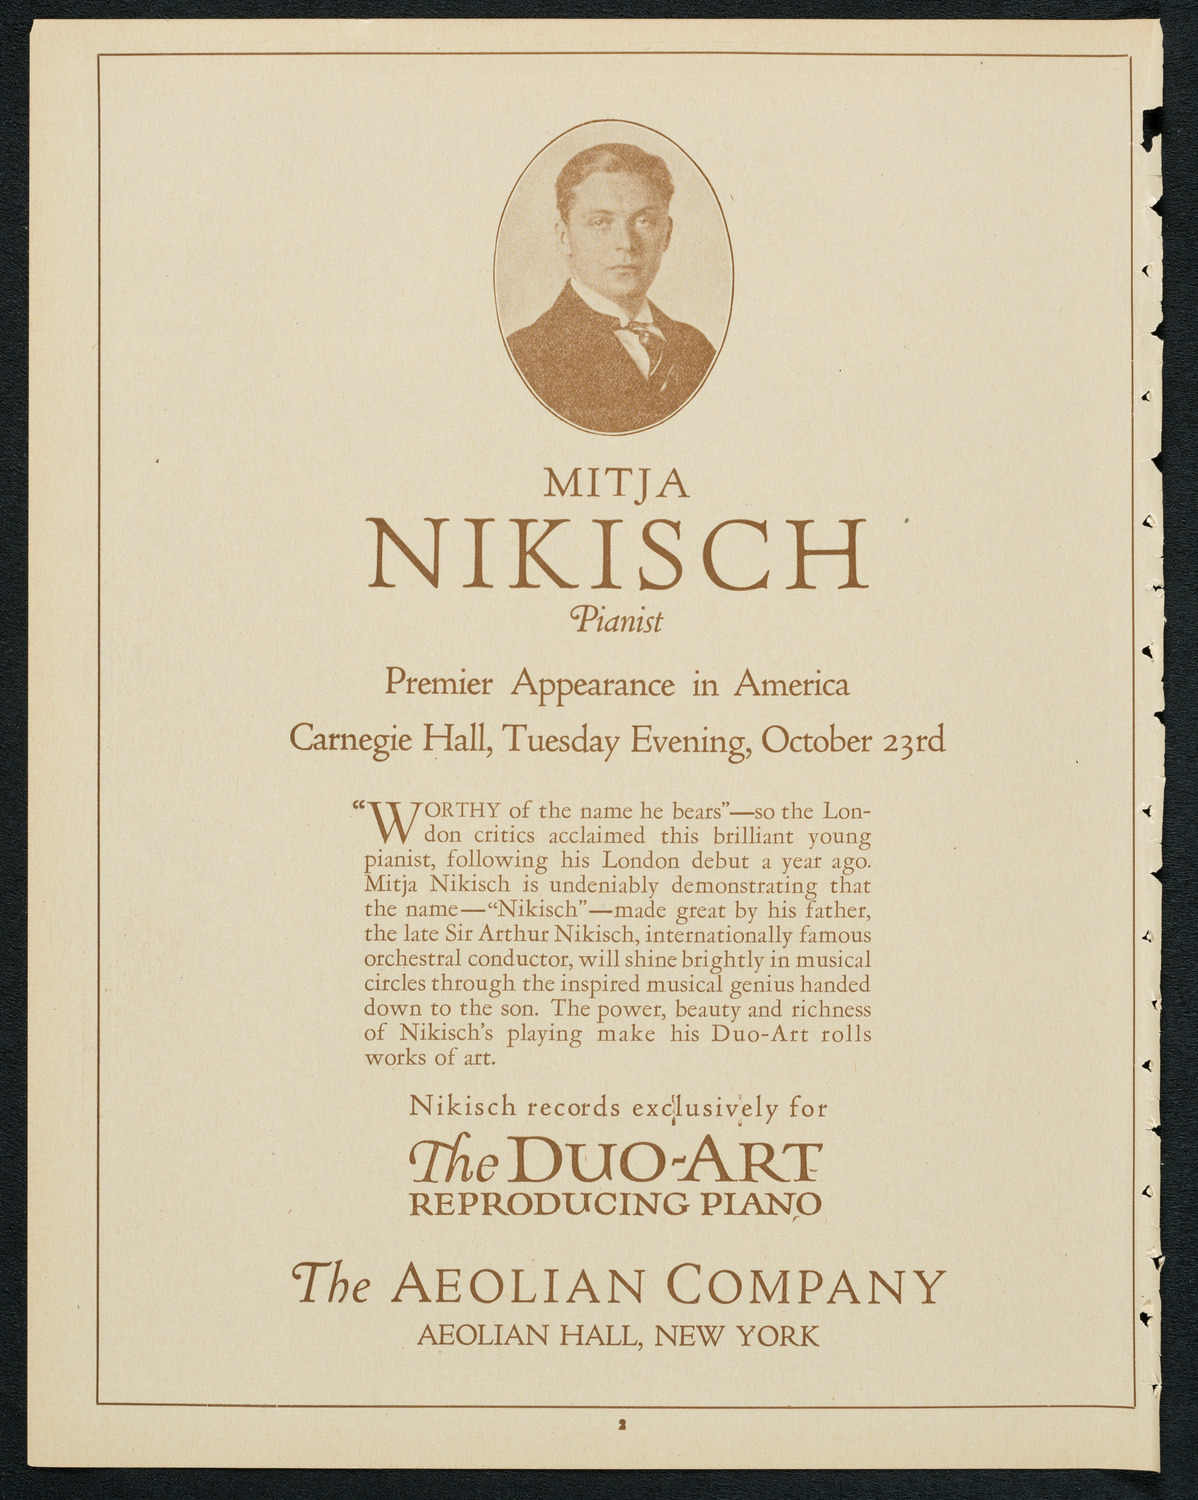 MITJA
NIKISCH
Pianist
Premier Appearance in America
Carnegie Hall, Tuesday Evening, October 23rd
“WORTHY of the name he bears”—so the Lon-
don critics acclaimed this brilliant young
pianist, following his London debut a year ago.
Mitja Nikisch is undeniably demonstrating that
the name—“Nikisch”—made great by his father,
the late Sir Arthur Nikisch, internationally famous
orchestral conductor, will shine brightly in musical
circles through the inspired musical genius handed
down to the son. The power, beauty and richness
of Nikisch’s playing make his Duo-Art rolls
works of art.
Nikisch records exclusively for
The DUO-ART
REPRODUCING PIANO
The AEOLIAN COMPANY
AEOLIAN HALL, NEW YORK
2